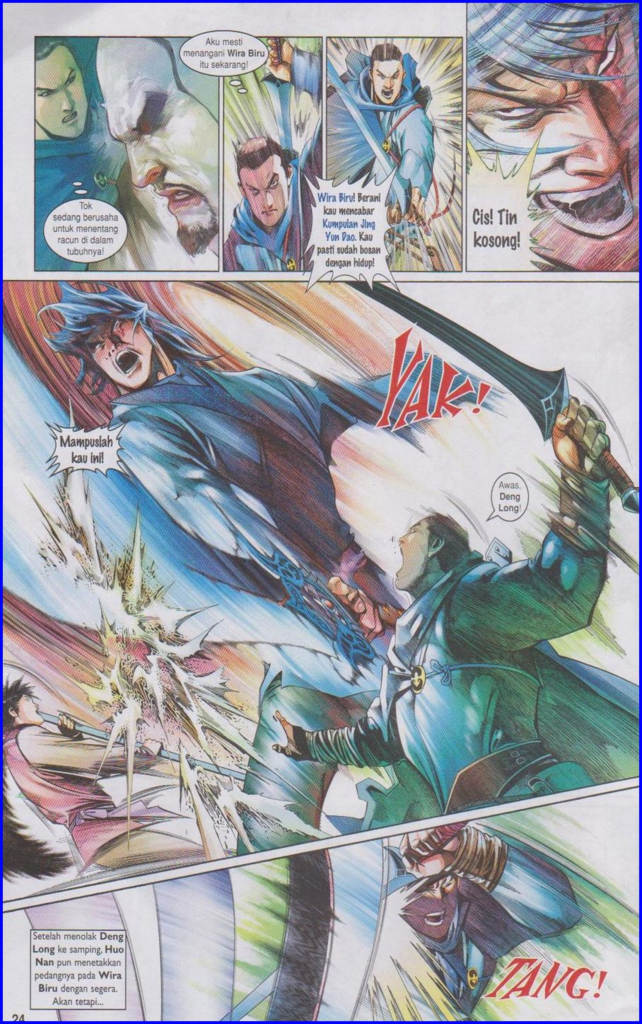 Tok
sedang berusaha
untuk menentang
racun di dalam
tubuhnya!
Aku mesti
menangani Wira Biru
itu sekarang!
Wira Biru! Berani
kau mencabar
Kumpulan Jing
Yun Dao. Kau
pasti sudah bosan
dengan hidup!
Cis! Tin
kosong!
YAK!
Mampuslah
kau ini!
Awas,
Deng
Long!
Setelah menolak Deng
Long ke samping, Huo
Nan pun menetakkan
pedangnya pada Wira
Biru dengan segera.
Akan tetapi...
TANG!
24